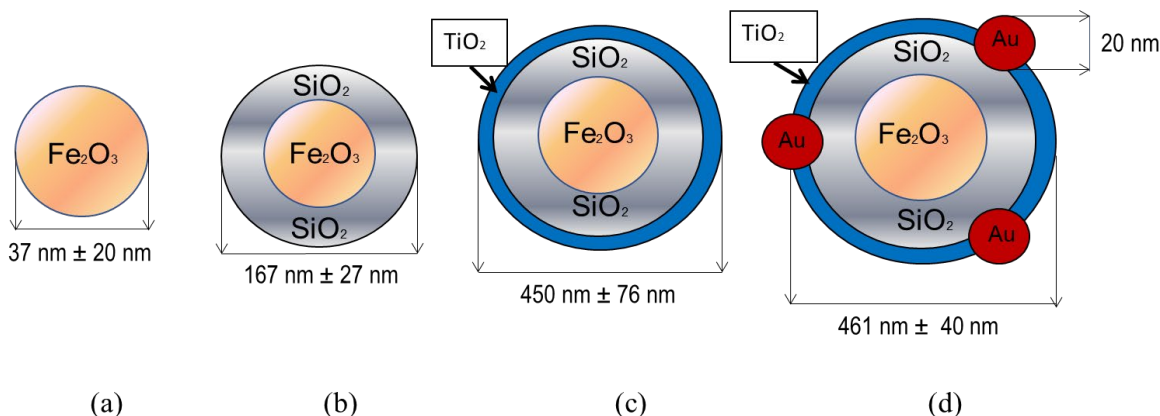 Fe₂O₃
37 nm ± 20 nm
SiO₂
Fe₂O₃
SiO₂
167 nm ± 27 nm
TiO₂
SiO₂
Fe₂O₃
SiO₂
450 nm ± 76 nm
TiO₂
SiO₂
Au
20 nm
Fe₂O₃
Au
SiO₂
Au
461 nm ± 40 nm
(a) (b) (c) (d)